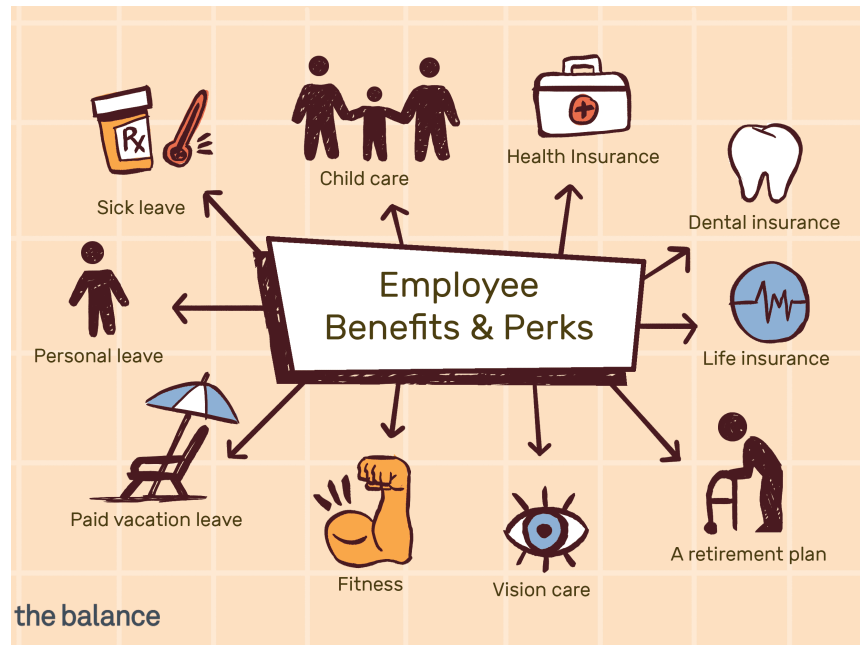 Rx
Child care
Health Insurance
Sick leave
Dental insurance
Employee
Benefits & Perks
Personal leave
Life insurance
Paid vacation leave
Fitness
Vision care
A retirement plan
the balance